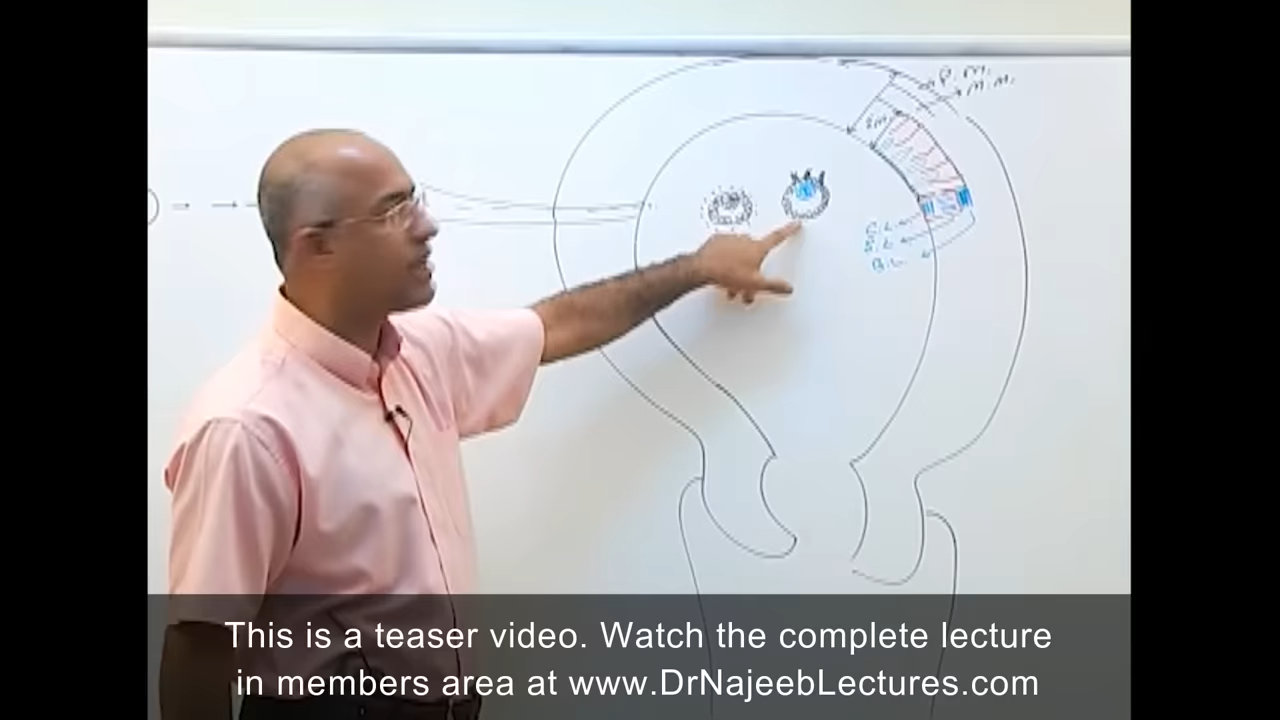 P.M.
M.M.
E.M
C.L.
S.L
B.L.
This is a teaser video. Watch the complete lecture
in members area at www.DrNajeebLectures.com